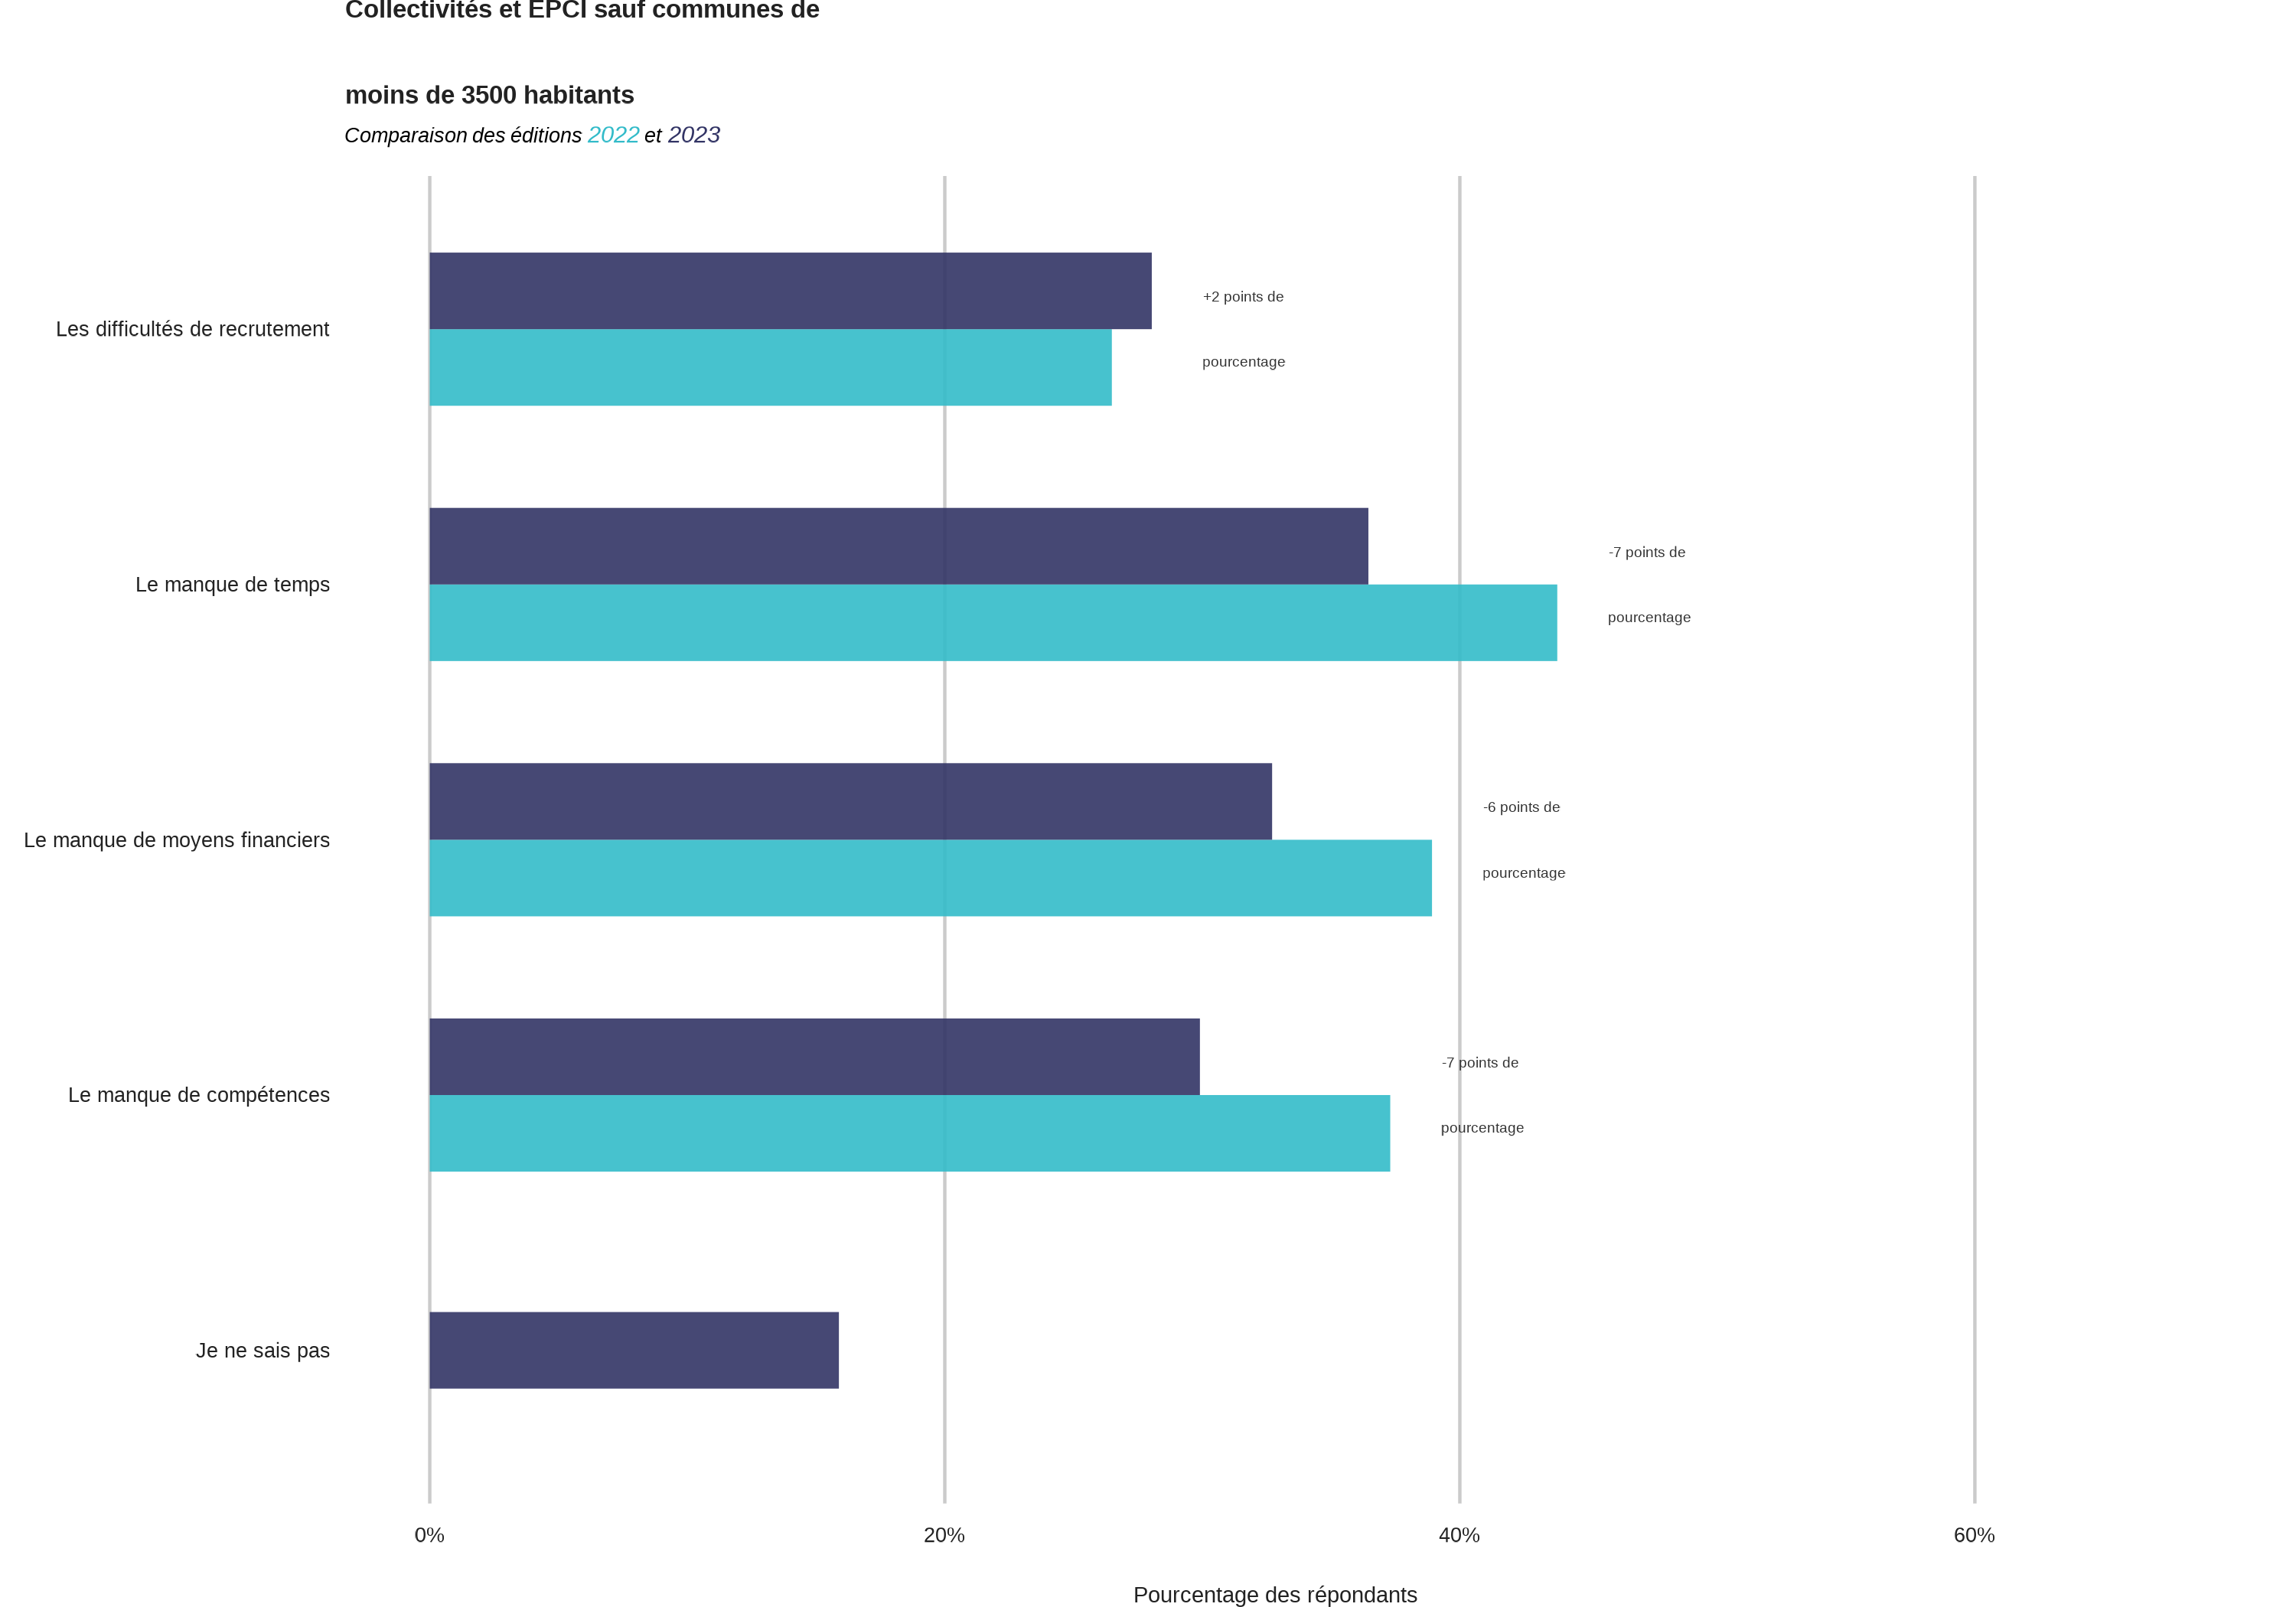 Collectivités et EPCI sauf communes de
moins de 3500 habitants
Comparaison des éditions 2022 et 2023
Les difficultés de recrutement
+2 points de
pourcentage
Le manque de temps
-7 points de
pourcentage
Le manque de moyens financiers
-6 points de
pourcentage
Le manque de compétences
-7 points de
pourcentage
Je ne sais pas
0%
20%
40%
60%
Pourcentage des répondants